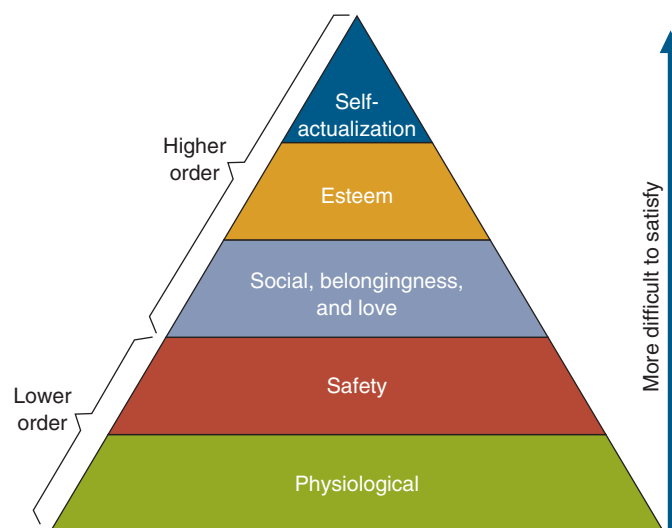 Self-
actualization
Higher
order
Esteem
Social, belongingness,
and love
More difficult to satisfy
Safety
Lower
order
Physiological